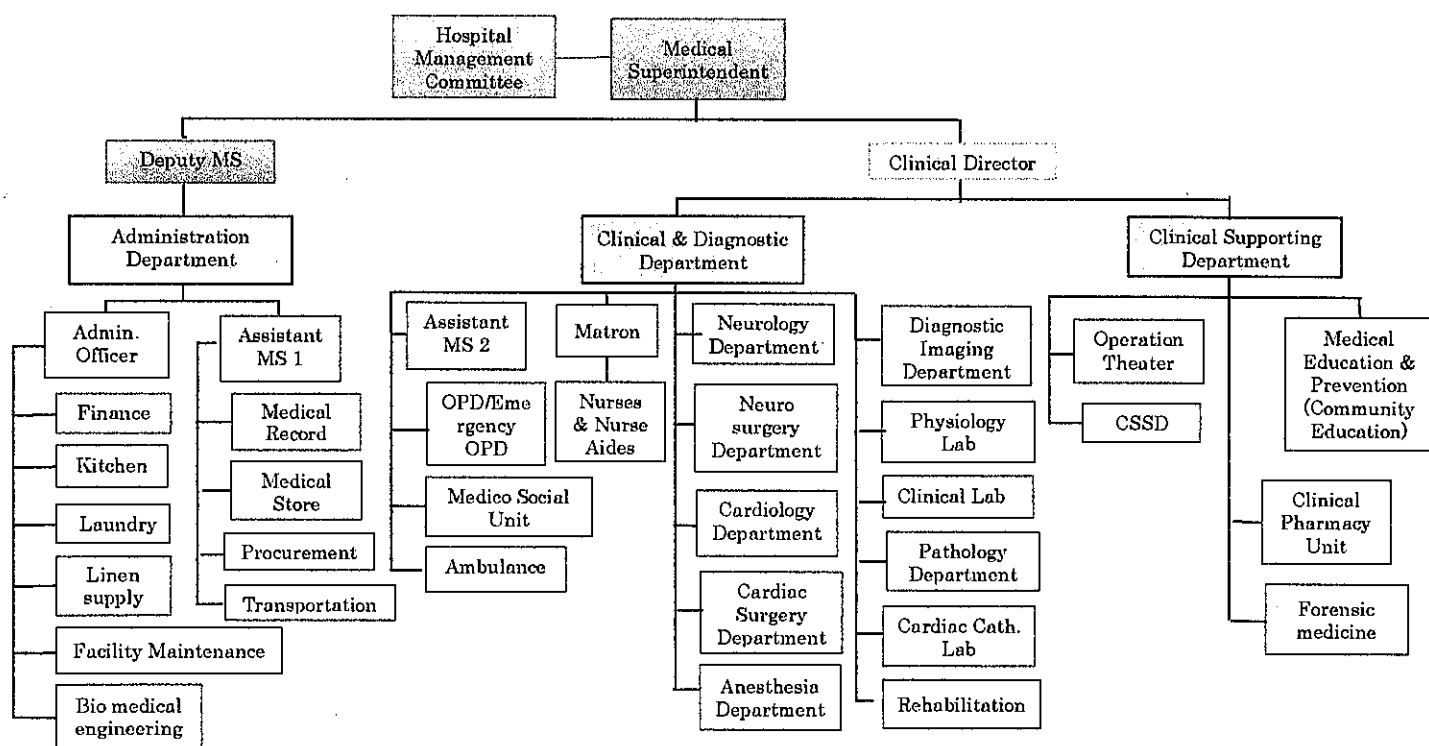 Hospital
Management
Committee
Medical
Superintendent
Deputy MS
Clinical Director
Administration
Department
Clinical & Diagnostic
Department
Clinical Supporting
Department
Admin.
Officer
Finance
Kitchen
Laundry
Linen
supply
Facility Maintenance
Bio medical
engineering
Assistant
MS 1
Medical
Record
Medical
Store
Procurement
Transportation
Assistant
MS 2
OPD/Eme
rgency
OPD
Medico Social
Unit
Ambulance
Matron
Nurses
& Nurse
Aides
Neurology
Department
Neuro
surgery
Department
Cardiology
Department
Cardiac
Surgery
Department
Anesthesia
Department
Diagnostic
Imaging
Department
Physiology
Lab
Clinical Lab
Pathology
Department
Cardiac Cath.
Lab
Rehabilitation
Operation
Theater
CSSD
Medical
Education &
Prevention
(Community
Education)
Clinical
Pharmacy
Unit
Forensic
medicine